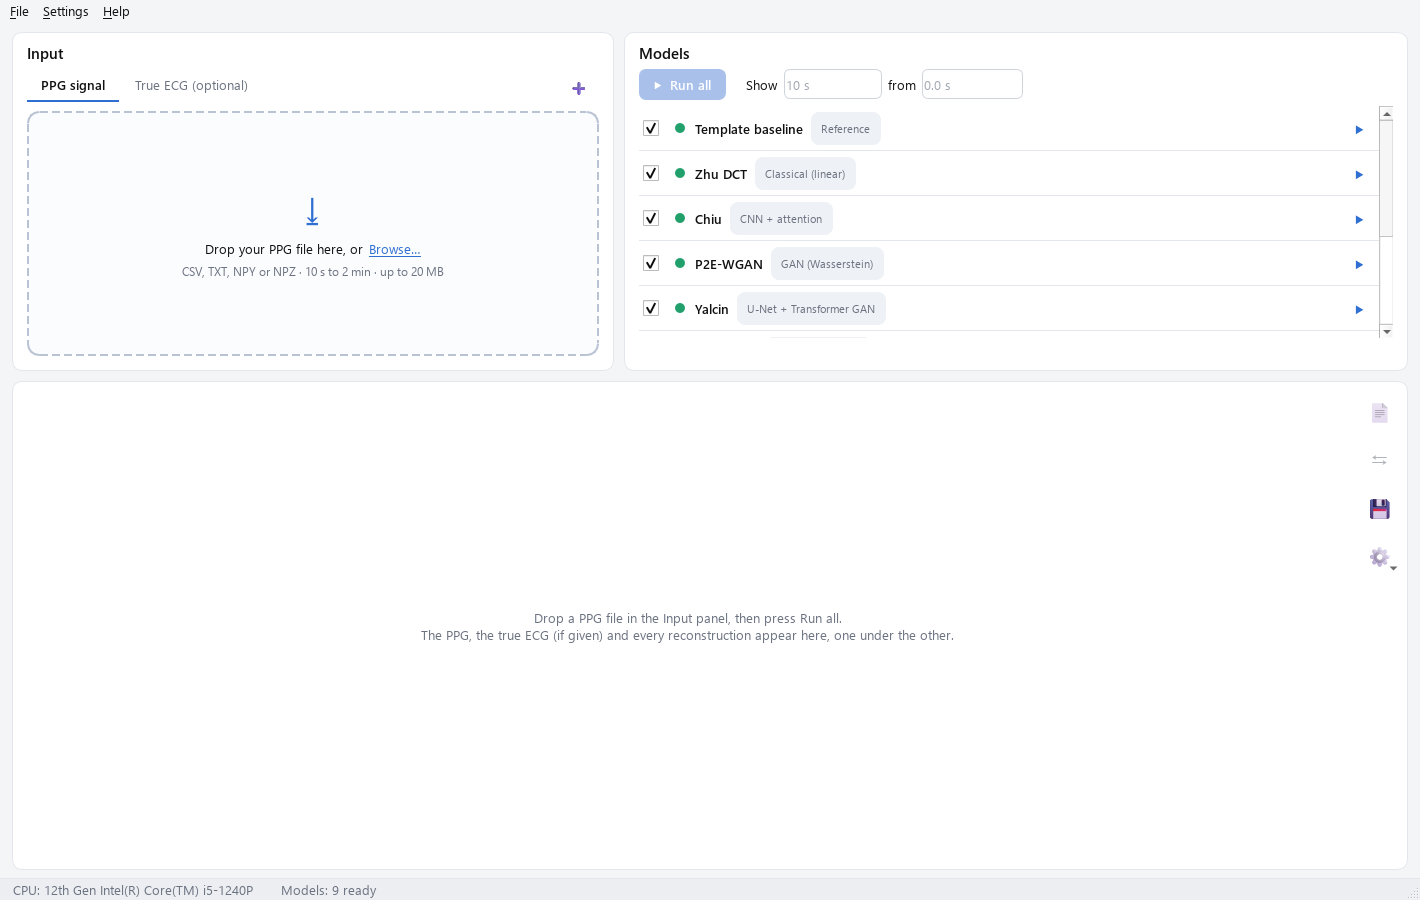 File Settings Help
Input
PPG signal True ECG (optional)
Drop your PPG file here, or Browse...
CSV, TXT, NPY or NPZ · 10 s to 2 min · up to 20 MB
Models
Run all Show 10 s from 0.0 s
Template baseline Reference
Zhu DCT Classical (linear)
Chiu CNN + attention
P2E-WGAN GAN (Wasserstein)
Yalcin U-Net + Transformer GAN
Drop a PPG file in the Input panel, then press Run all.
The PPG, the true ECG (if given) and every reconstruction appear here, one under the other.
CPU: 12th Gen Intel(R) Core(TM) i5-1240P Models: 9 ready